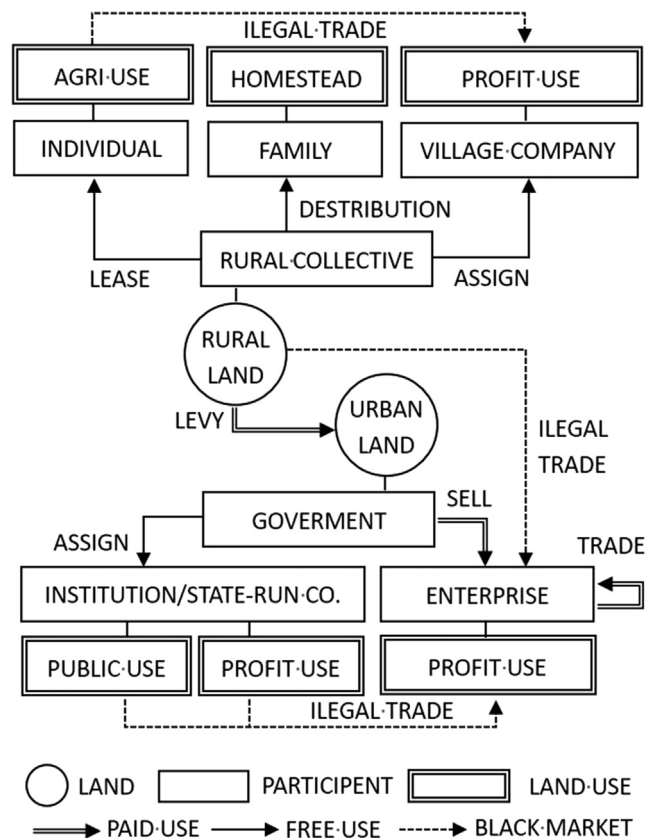 ILEGAL·TRADE
AGRI·USE
HOMESTEAD
PROFIT·USE
INDIVIDUAL
FAMILY
VILLAGE·COMPANY
DESTRIBUTION
RURAL·COLLECTIVE
LEASE
ASSIGN
RURAL
LAND
URBAN
LAND
LEVY
ILEGAL
TRADE
SELL
GOVERMENT
ASSIGN
TRADE
INSTITUTION/STATE-RUN·CO.
ENTERPRISE
PUBLIC·USE
PROFIT·USE
PROFIT·USE
ILEGAL·TRADE
LAND
PARTICIPENT
LAND·USE
PAID·USE
FREE·USE
BLACK·MARKET